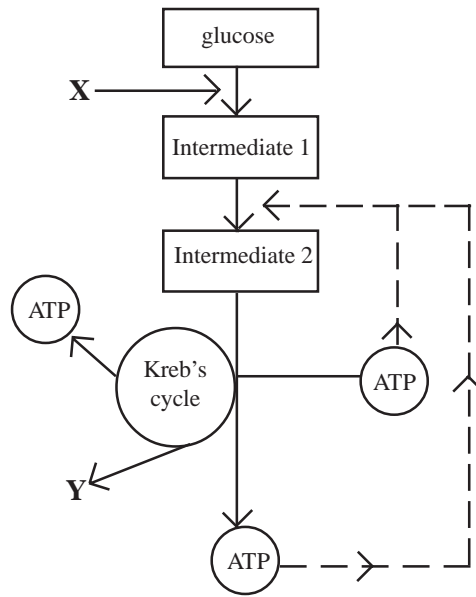 glucose
X
Intermediate 1
Intermediate 2
ATP
Kreb's
cycle
ATP
Y
ATP